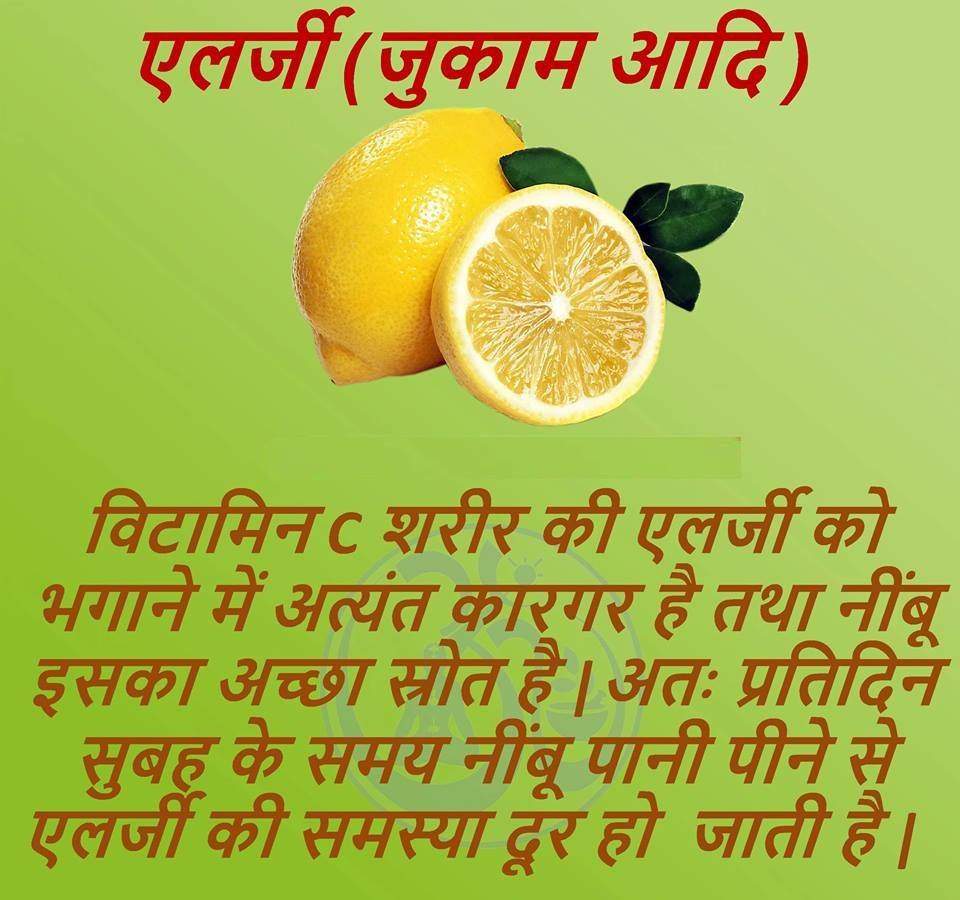 एलर्जी (जुकाम आदि)
विटामिन C शरीर की एलर्जी को
भगाने में अत्यंत कारगर है तथा नींबू
इसका अच्छा स्रोत है | अतः प्रतिदिन
सुबह के समय नींबू पानी पीने से
एलर्जी की समस्या दूर हो जाती है |